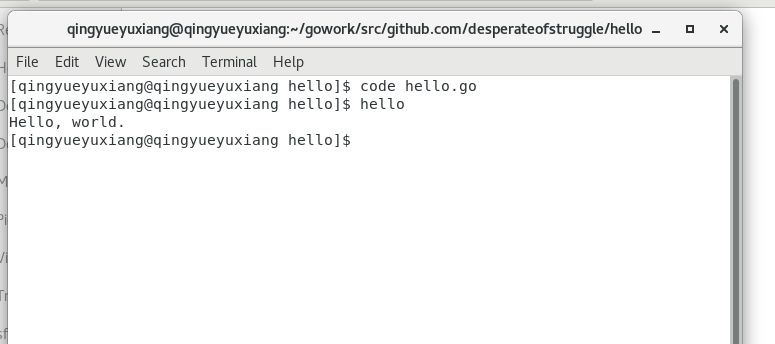 qingyueyuxiang@qingyueyuxiang:~/gowork/src/github.com/desperateofstruggle/hello
File Edit View Search Terminal Help
[qingyueyuxiang@qingyueyuxiang hello]$ code hello.go
[qingyueyuxiang@qingyueyuxiang hello]$ hello
Hello, world.
[qingyueyuxiang@qingyueyuxiang hello]$